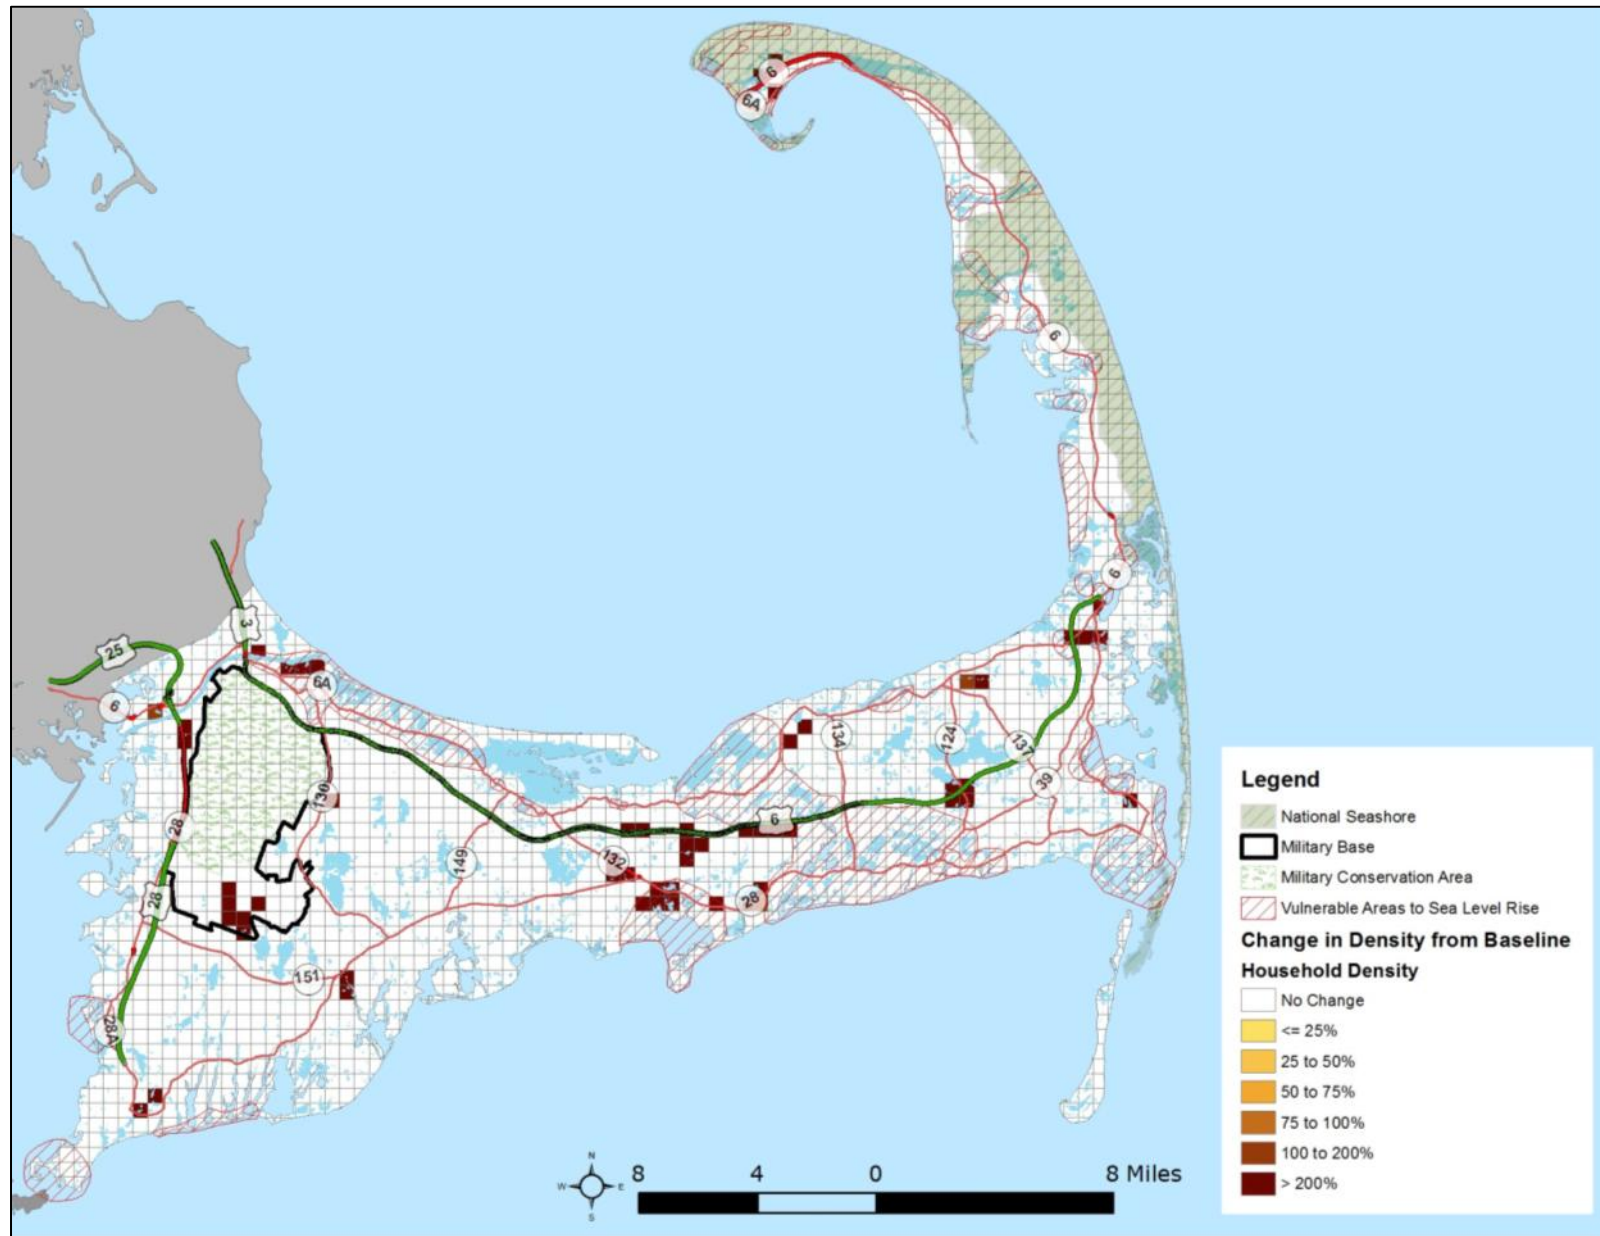 6
6A
6
6
3
25
6A
6
134
124
137
39
130
6
28
149
132
28
28
151
28A
N
W E
S
8 4 0 8 Miles
Legend
National Seashore
Military Base
Military Conservation Area
Vulnerable Areas to Sea Level Rise
Change in Density from Baseline
Household Density
No Change
<= 25%
25 to 50%
50 to 75%
75 to 100%
100 to 200%
> 200%